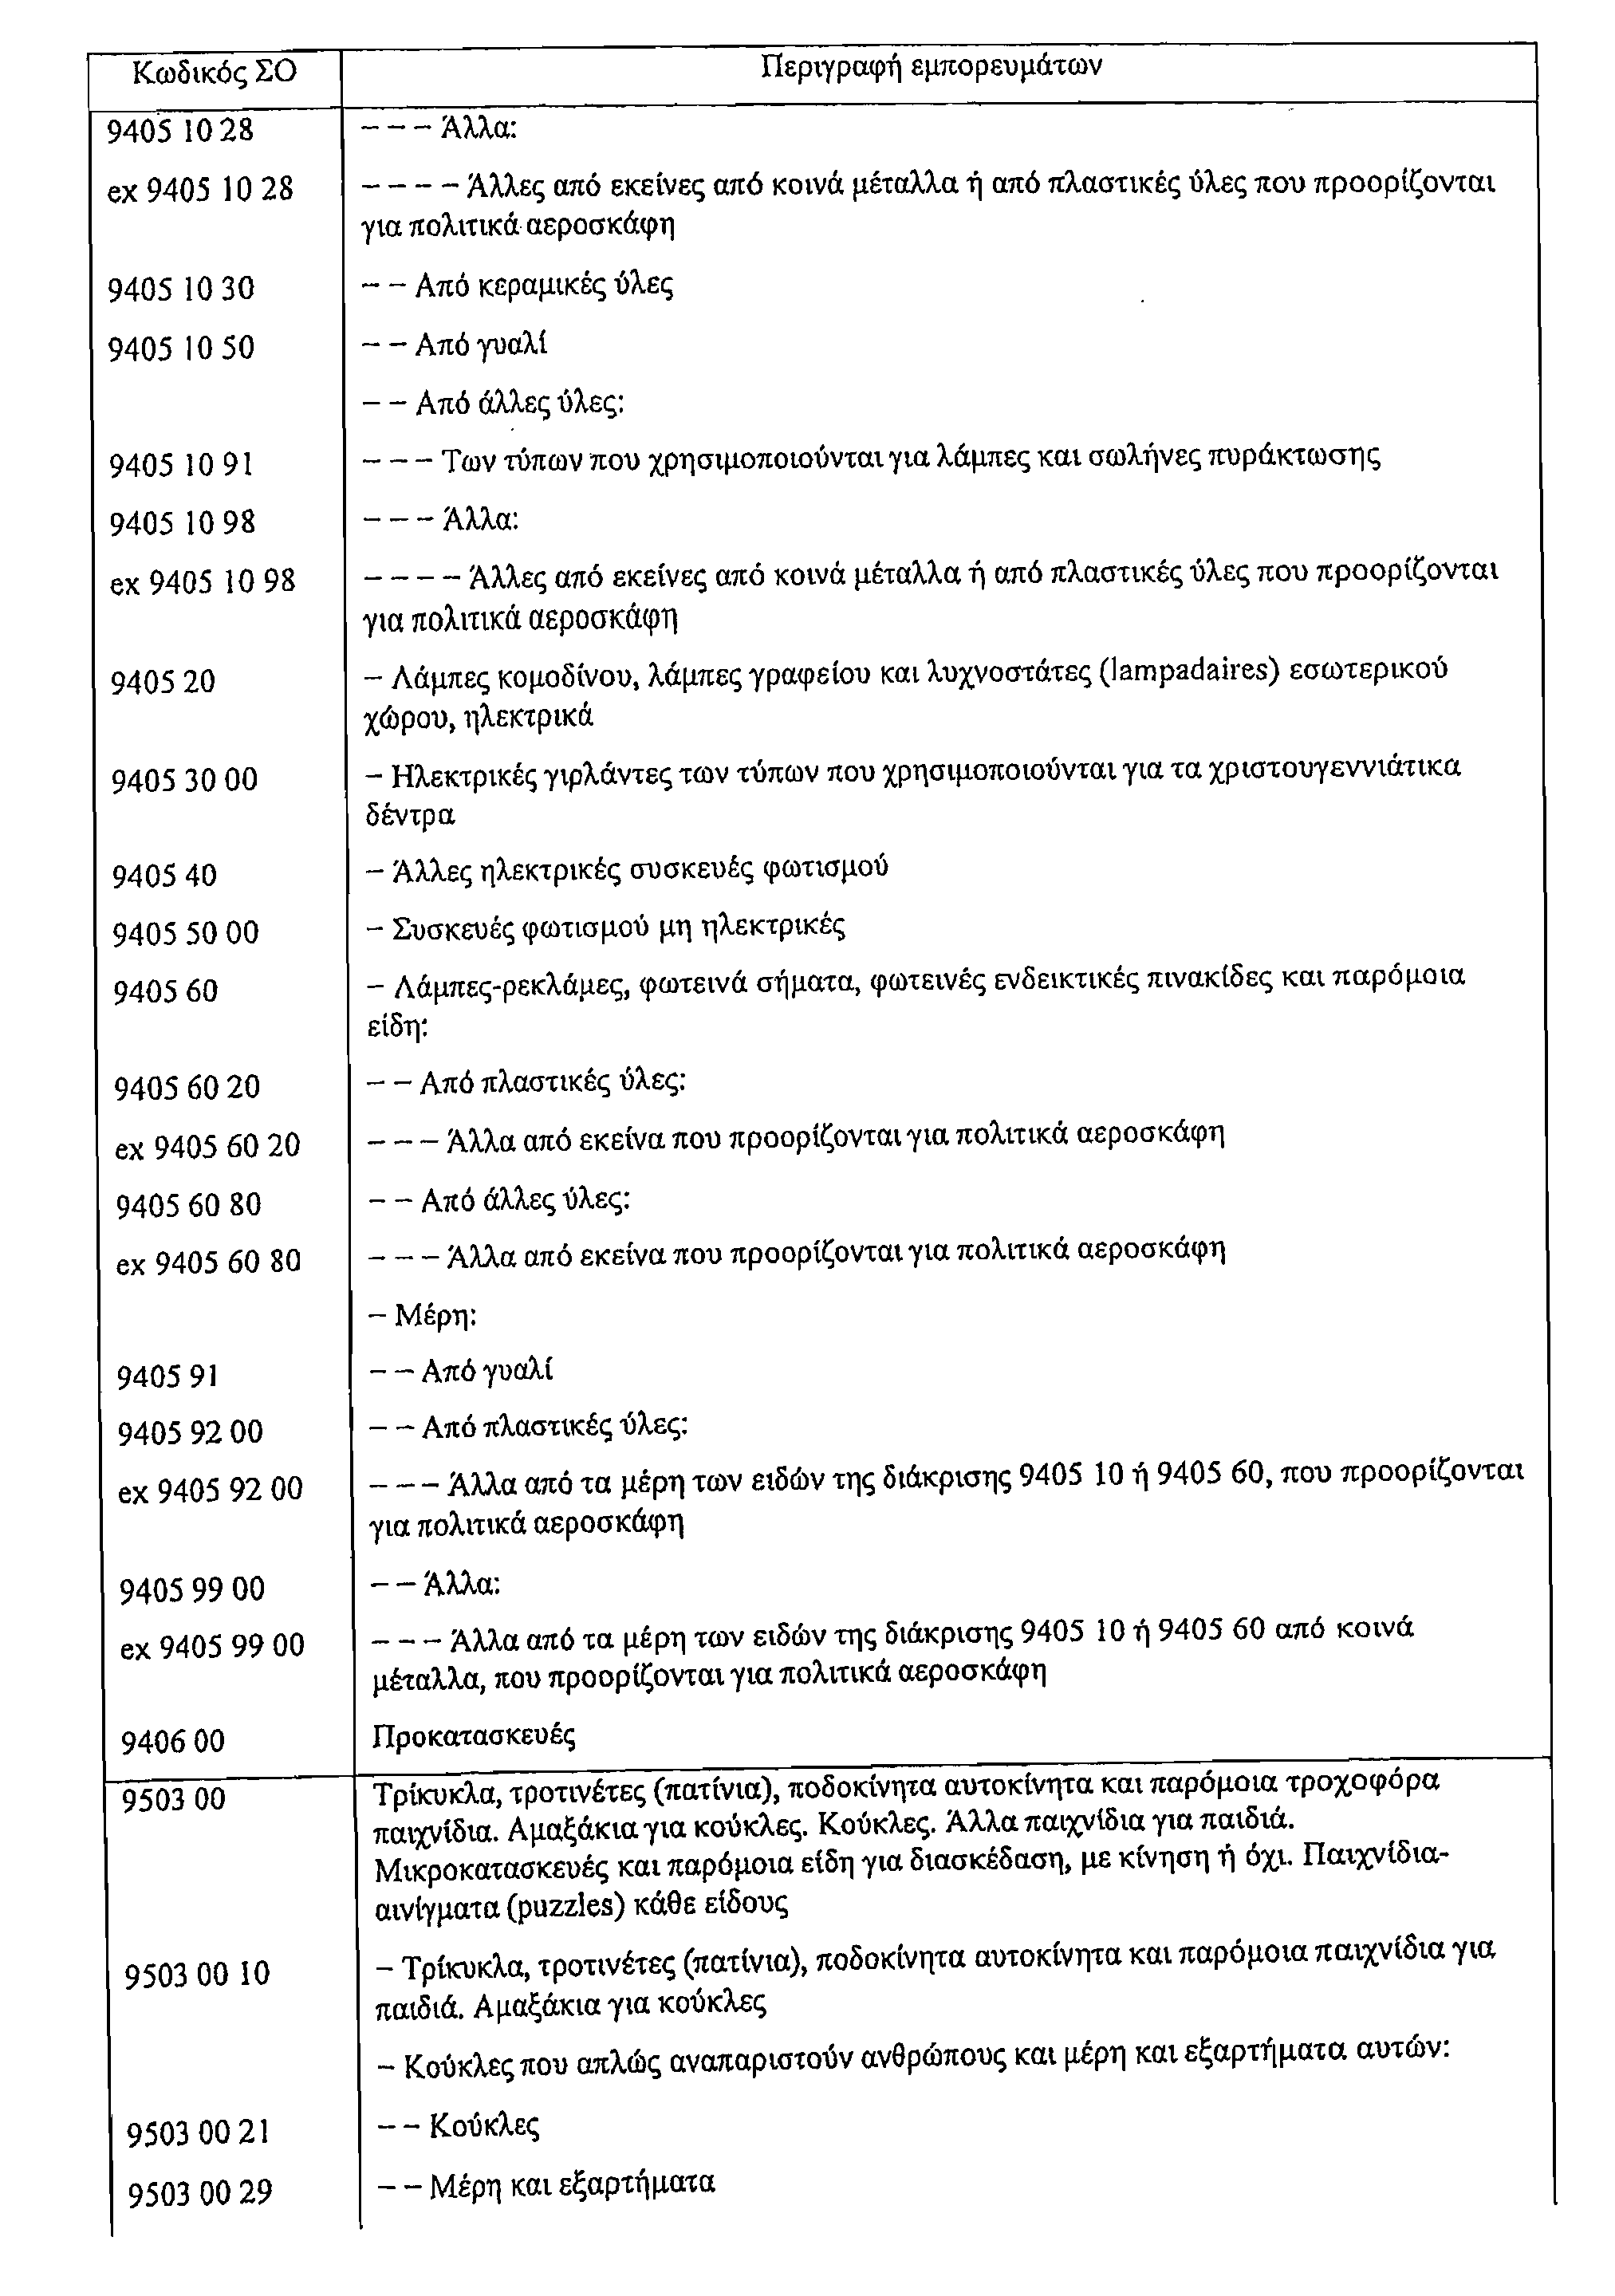 Κωδικός ΣΟ Περιγραφή εμπορευμάτων
9405 10 28 – – – Άλλα:
ex 9405 10 28 – – – – Άλλες από εκείνες από κοινά μέταλλα ή από πλαστικές ύλες που προορίζονται
για πολιτικά αεροσκάφη
9405 10 30 – – Από κεραμικές ύλες
9405 10 50 – – Από γυαλί
– – Από άλλες ύλες:
9405 10 91 – – – Των τύπων που χρησιμοποιούνται για λάμπες και σωλήνες πυράκτωσης
9405 10 98 – – – Άλλα:
ex 9405 10 98 – – – – Άλλες από εκείνες από κοινά μέταλλα ή από πλαστικές ύλες που προορίζονται
για πολιτικά αεροσκάφη
9405 20 – Λάμπες κομοδίνου, λάμπες γραφείου και λυχνοστάτες (lampadaires) εσωτερικού
χώρου, ηλεκτρικά
9405 30 00 – Ηλεκτρικές γιρλάντες των τύπων που χρησιμοποιούνται για τα χριστουγεννιάτικα
δέντρα
9405 40 – Άλλες ηλεκτρικές συσκευές φωτισμού
9405 50 00 – Συσκευές φωτισμού μη ηλεκτρικές
9405 60 – Λάμπες-ρεκλάμες, φωτεινά σήματα, φωτεινές ενδεικτικές πινακίδες και παρόμοια
είδη:
9405 60 20 – – Από πλαστικές ύλες:
ex 9405 60 20 – – – Άλλα από εκείνα που προορίζονται για πολιτικά αεροσκάφη
9405 60 80 – – Από άλλες ύλες:
ex 9405 60 80 – – – Άλλα από εκείνα που προορίζονται για πολιτικά αεροσκάφη
– Μέρη:
9405 91 – – Από γυαλί
9405 92 00 – – Από πλαστικές ύλες:
ex 9405 92 00 – – – Άλλα από τα μέρη των ειδών της διάκρισης 9405 10 ή 9405 60, που προορίζονται
για πολιτικά αεροσκάφη
9405 99 00 – – Άλλα:
ex 9405 99 00 – – – Άλλα από τα μέρη των ειδών της διάκρισης 9405 10 ή 9405 60 από κοινά
μέταλλα, που προορίζονται για πολιτικά αεροσκάφη
9406 00 Προκατασκευές
9503 00 Τρίκυκλα, τροτινέτες (πατίνια), ποδοκίνητα αυτοκίνητα και παρόμοια τροχοφόρα
παιχνίδια. Αμαξάκια για κούκλες. Κούκλες. Άλλα παιχνίδια για παιδιά.
Μικροκατασκευές και παρόμοια είδη για διασκέδαση, με κίνηση ή όχι. Παιχνίδια-
αινίγματα (puzzles) κάθε είδους
9503 00 10 – Τρίκυκλα, τροτινέτες (πατίνια), ποδοκίνητα αυτοκίνητα και παρόμοια παιχνίδια για
παιδιά. Αμαξάκια για κούκλες
– Κούκλες που απλώς αναπαριστούν ανθρώπους και μέρη και εξαρτήματα αυτών:
9503 00 21 – – Κούκλες
9503 00 29 – – Μέρη και εξαρτήματα